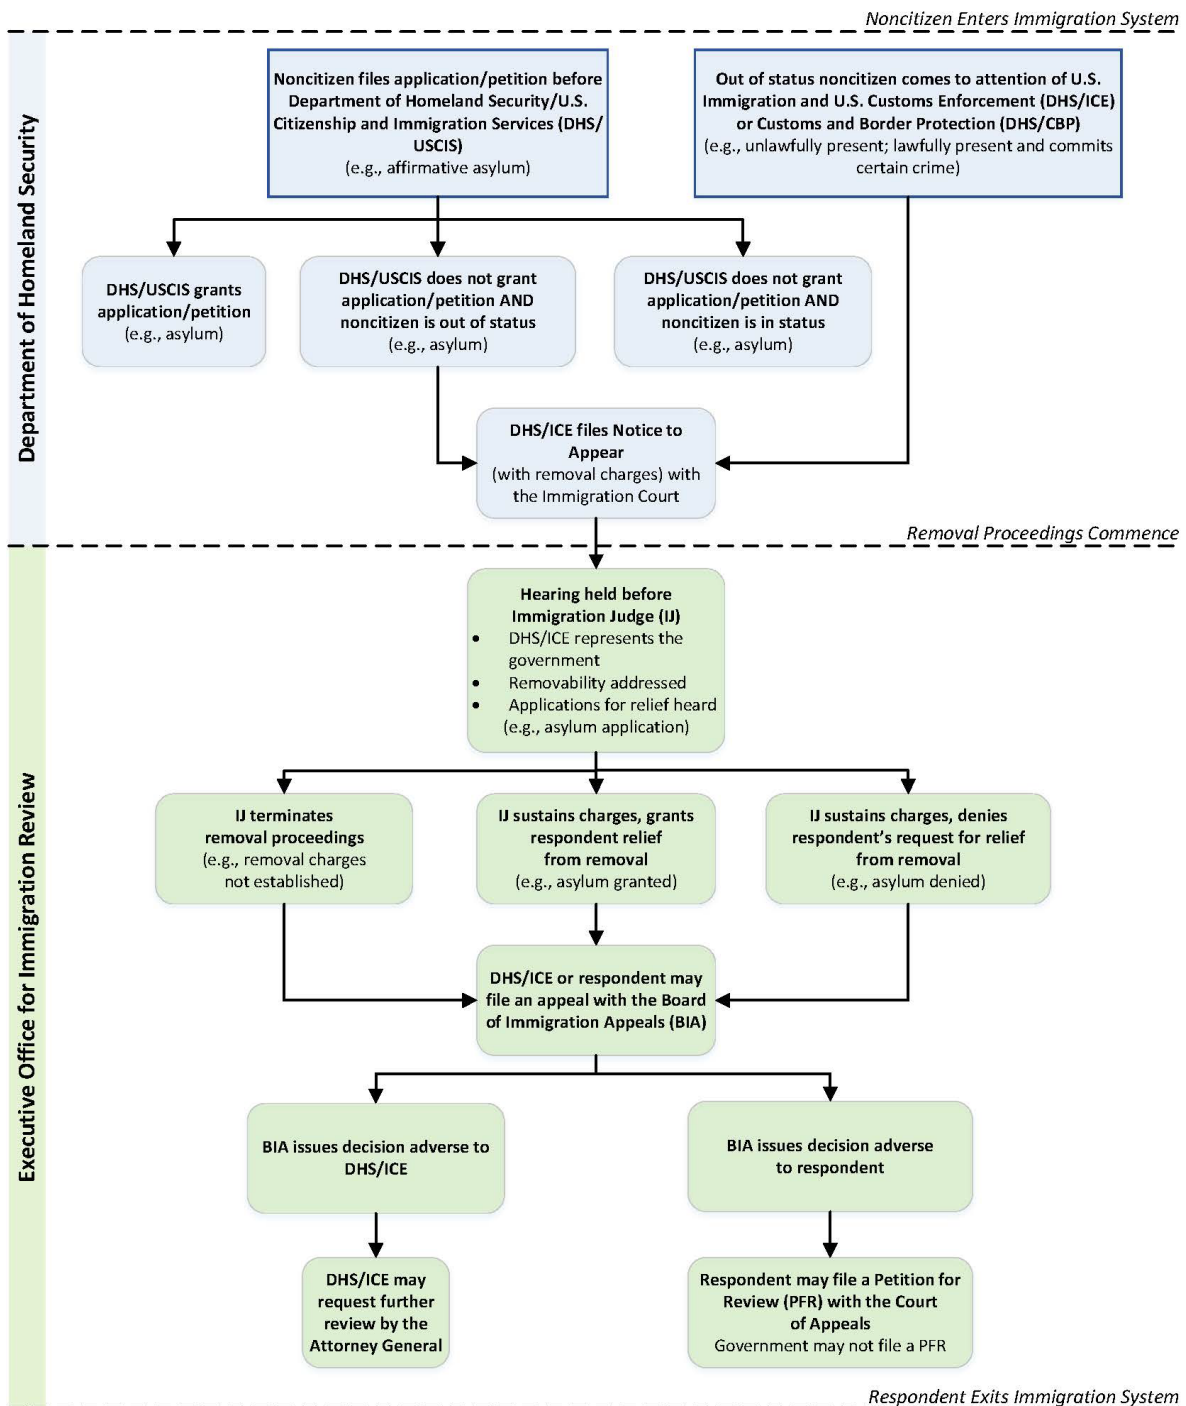 Noncitizen Enters Immigration System
Department of Homeland Security
Noncitizen files application/petition before
Department of Homeland Security/U.S.
Citizenship and Immigration Services (DHS/
USCIS)
(e.g., affirmative asylum)
Out of status noncitizen comes to attention of U.S.
Immigration and U.S. Customs Enforcement (DHS/ICE)
or Customs and Border Protection (DHS/CBP)
(e.g., unlawfully present; lawfully present and commits
certain crime)
DHS/USCIS grants
application/petition
(e.g., asylum)
DHS/USCIS does not grant
application/petition AND
noncitizen is out of status
(e.g., asylum)
DHS/USCIS does not grant
application/petition AND
noncitizen is in status
(e.g., asylum)
DHS/ICE files Notice to
Appear
(with removal charges) with
the Immigration Court
Removal Proceedings Commence
Executive Office for Immigration Review
Hearing held before
Immigration Judge (IJ)
• DHS/ICE represents the
government
• Removability addressed
• Applications for relief heard
(e.g., asylum application)
IJ terminates
removal proceedings
(e.g., removal charges
not established)
IJ sustains charges, grants
respondent relief
from removal
(e.g., asylum granted)
IJ sustains charges, denies
respondent's request for relief
from removal
(e.g., asylum denied)
DHS/ICE or respondent may
file an appeal with the Board
of Immigration Appeals (BIA)
BIA issues decision adverse to
DHS/ICE
BIA issues decision adverse
to respondent
DHS/ICE may
request further
review by the
Attorney General
Respondent may file a Petition for
Review (PFR) with the Court
of Appeals
Government may not file a PFR
Respondent Exits Immigration System